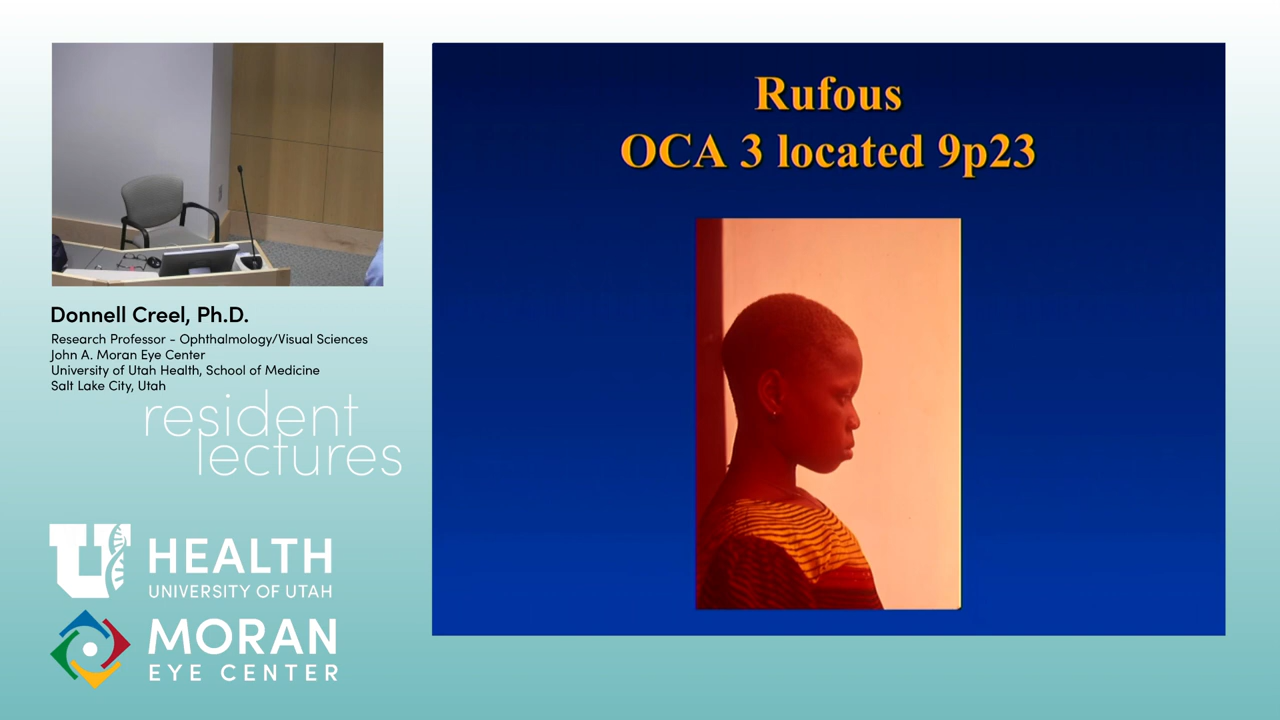 Rufous
OCA 3 located 9p23
Donnell Creel, Ph.D.
Research Professor - Ophthalmology/Visual Sciences
John A. Moran Eye Center
University of Utah Health, School of Medicine
Salt Lake City, Utah
resident
lectures
U HEALTH
UNIVERSITY OF UTAH
MORAN
EYE CENTER